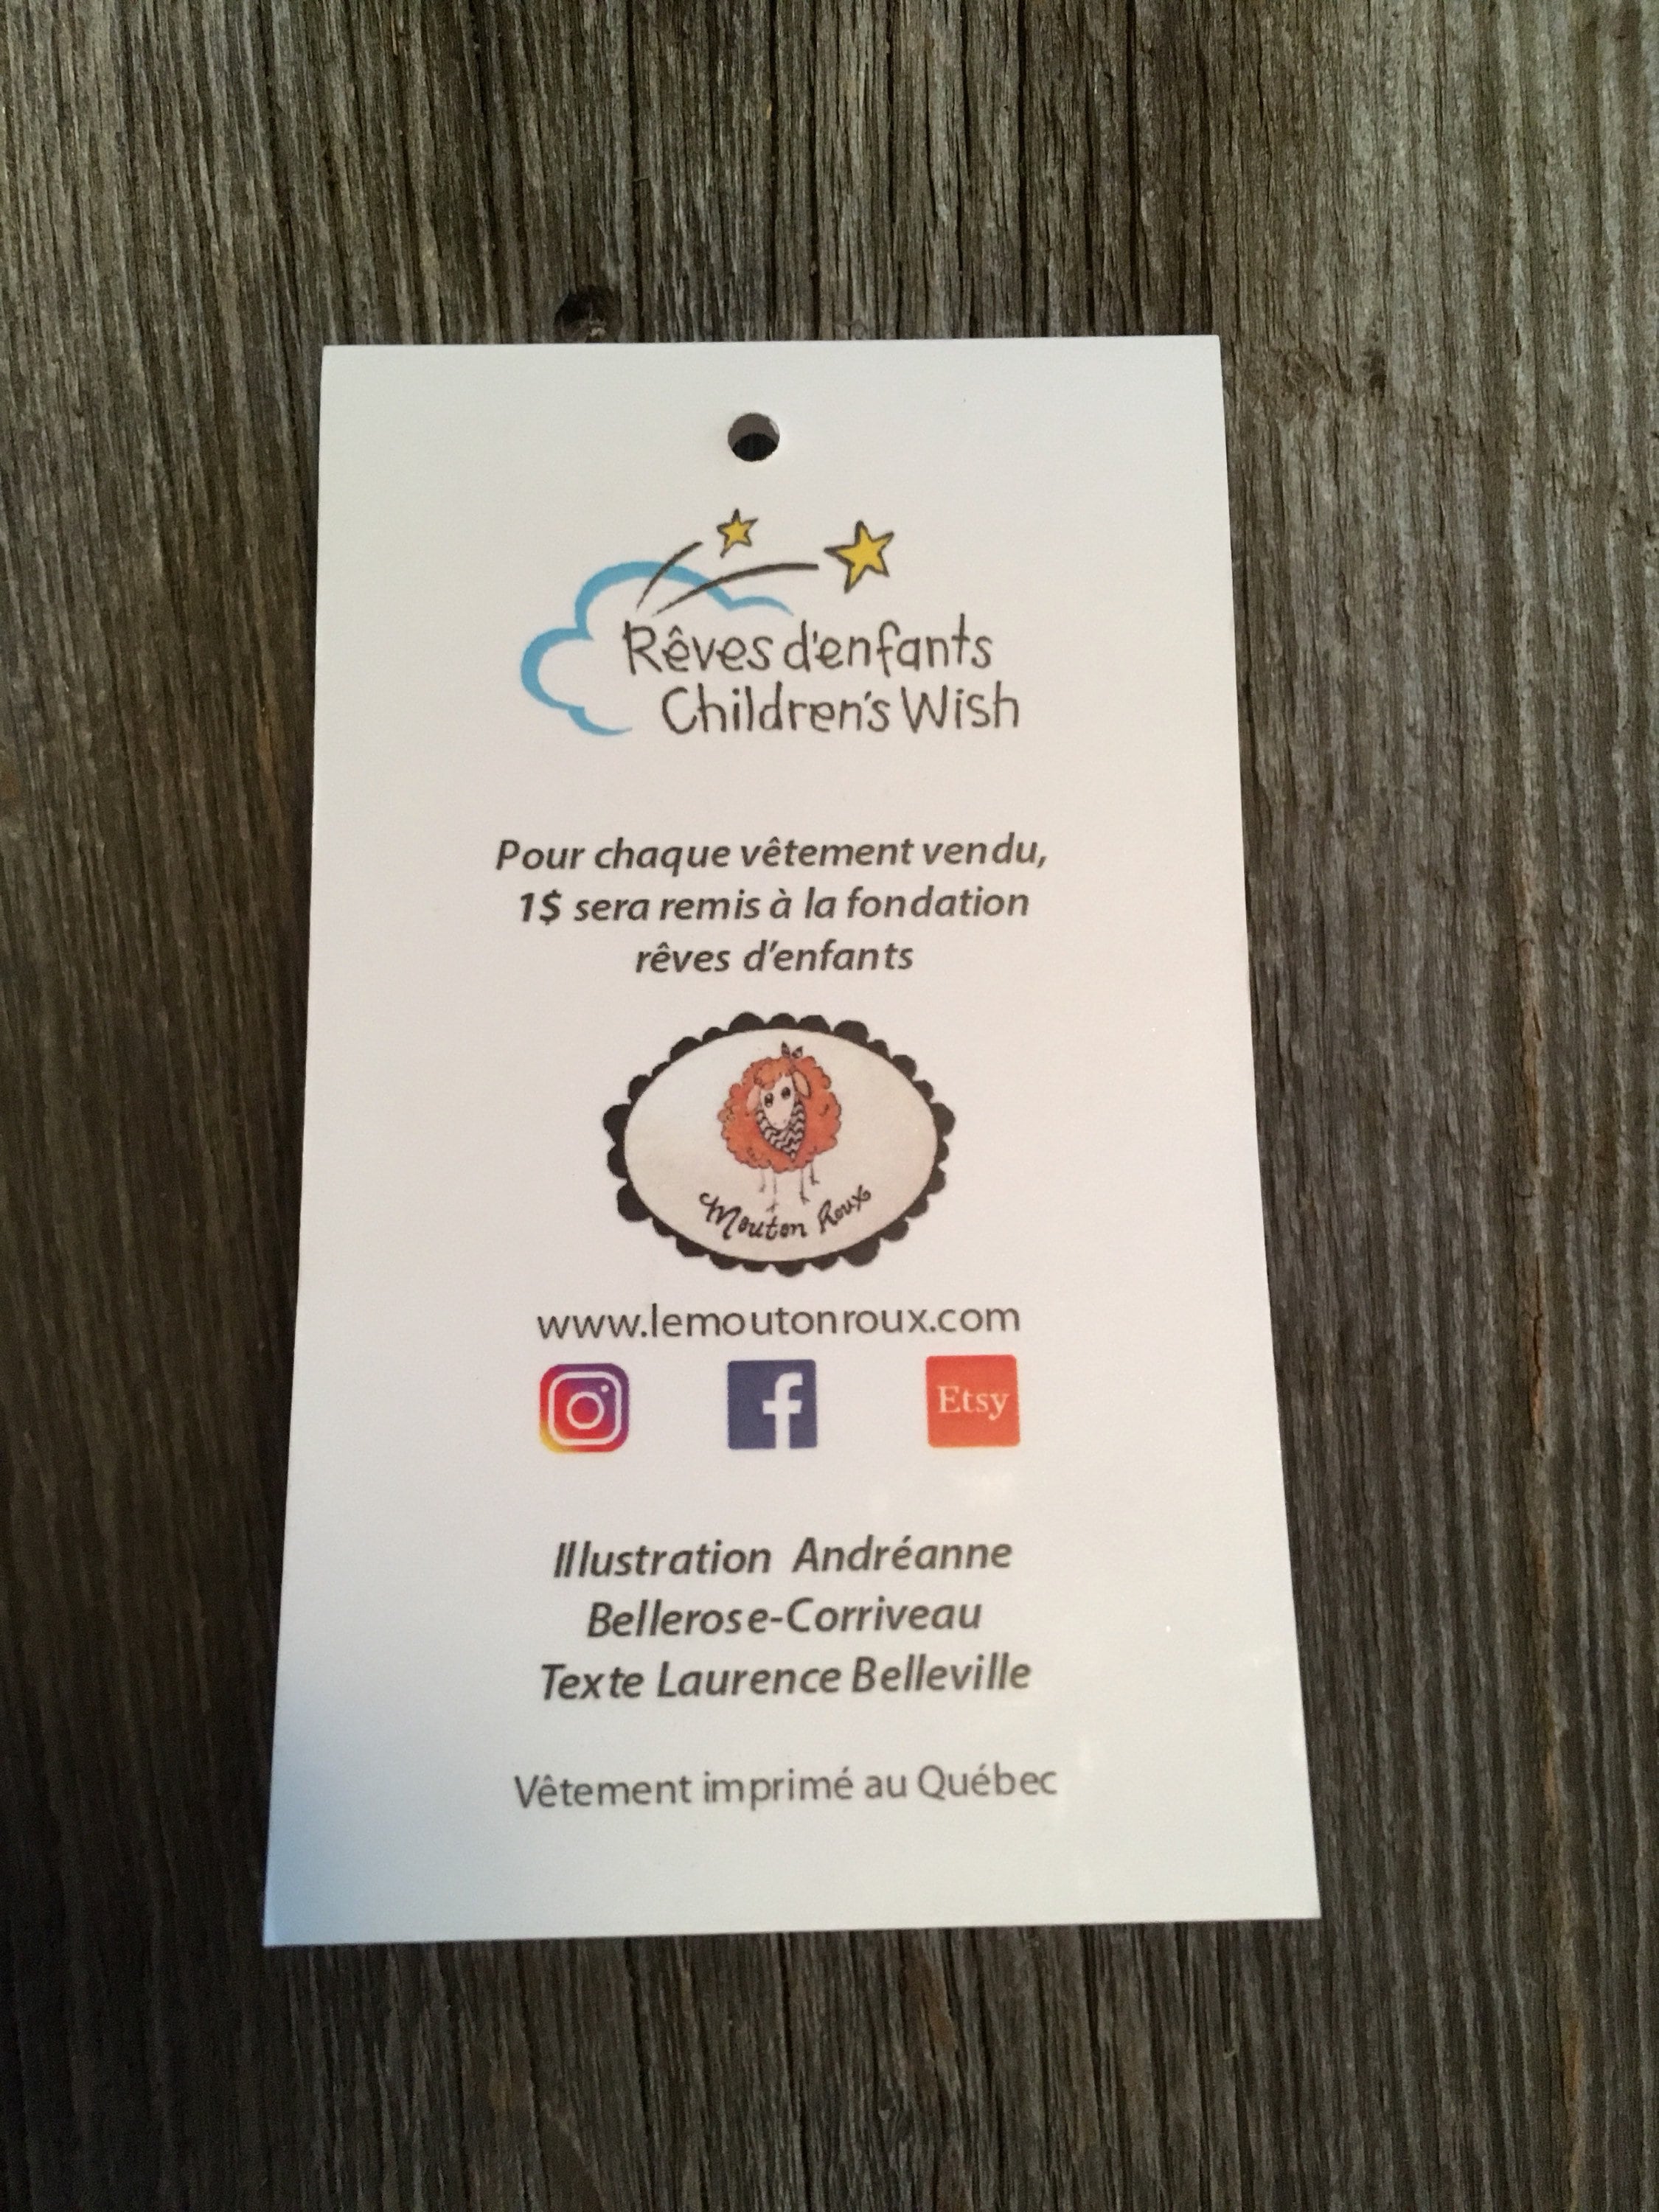 Rêves d'enfants
Children's Wish
Pour chaque vêtement vendu,
1$ sera remis à la fondation
rêves d'enfants
Mouton Roux
www.lemoutonroux.com
f
Etsy
Illustration Andréanne
Bellerose-Corriveau
Texte Laurence Belleville
Vêtement imprimé au Québec